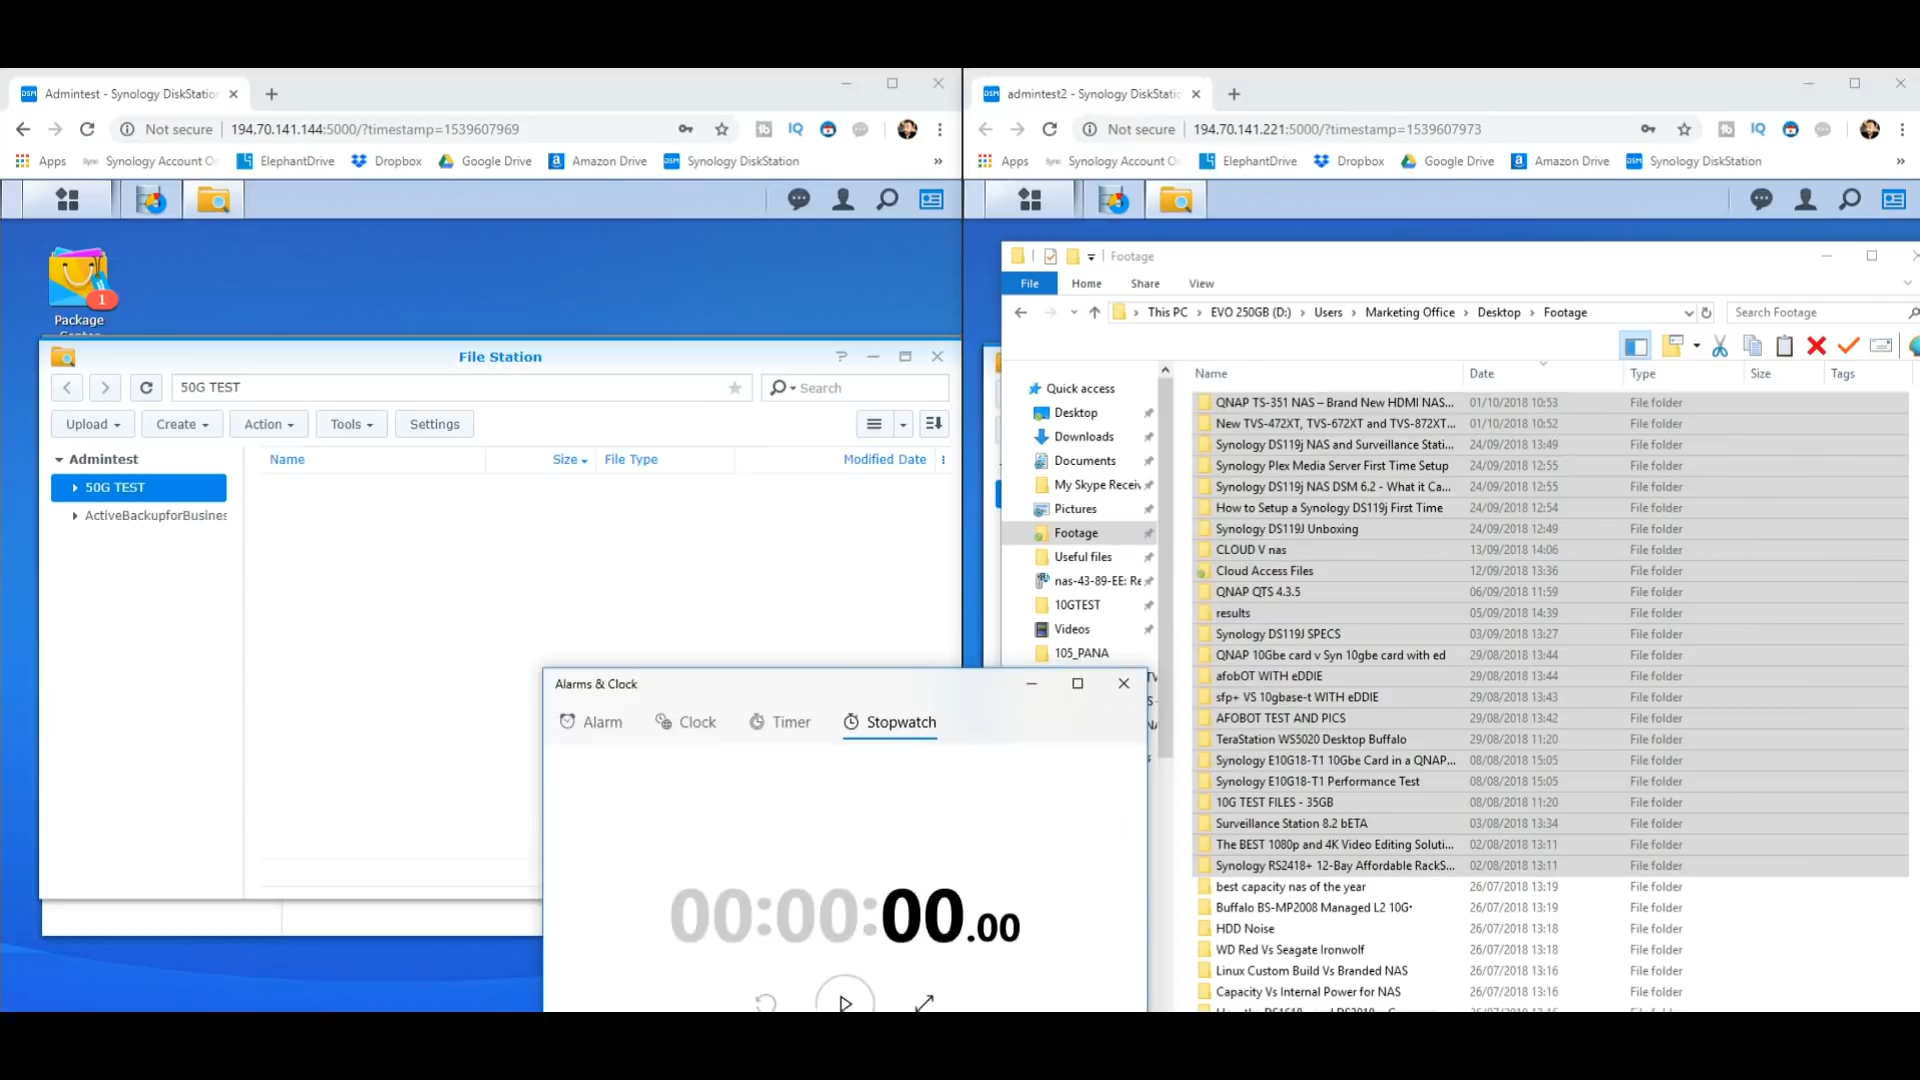 Admintest - Synology DiskStation
Not secure 194.70.141.144:5000/?timestamp=1539607969
Apps Synology Account O ElephantDrive Dropbox Google Drive Amazon Drive Synology DiskStation »
1
Package
File Station
50G TEST
Search
Upload Create Action Tools Settings
Admintest
50G TEST
ActiveBackupforBusines
Name Size File Type Modified Date
Alarms & Clock
Alarm Clock Timer Stopwatch
00:00:00.00
admintest2 - Synology DiskStatio
Not secure 194.70.141.221:5000/?timestamp=1539607973
Apps Synology Account O ElephantDrive Dropbox Google Drive Amazon Drive Synology DiskStation »
Footage
File Home Share View
This PC › EVO 250GB (D:) › Users › Marketing Office › Desktop › Footage
Search Footage
Quick access
Desktop
Downloads
Documents
My Skype Receiv
Pictures
Footage
Useful files
nas-43-89-EE: Re
10GTEST
Videos
105_PANA
Name Date Type Size Tags
QNAP TS-351 NAS – Brand New HDMI NAS... 01/10/2018 10:53 File folder
New TVS-472XT, TVS-672XT and TVS-872XT... 01/10/2018 10:52 File folder
Synology DS119j NAS and Surveillance Stati... 24/09/2018 13:49 File folder
Synology Plex Media Server First Time Setup 24/09/2018 12:55 File folder
Synology DS119j NAS DSM 6.2 - What it Ca... 24/09/2018 12:55 File folder
How to Setup a Synology DS119j First Time 24/09/2018 12:54 File folder
Synology DS119J Unboxing 24/09/2018 12:49 File folder
CLOUD V nas 13/09/2018 14:06 File folder
Cloud Access Files 12/09/2018 13:36 File folder
QNAP QTS 4.3.5 06/09/2018 11:59 File folder
results 05/09/2018 14:39 File folder
Synology DS119J SPECS 03/09/2018 13:27 File folder
QNAP 10Gbe card v Syn 10gbe card with ed 29/08/2018 13:44 File folder
afobOT WITH eDDIE 29/08/2018 13:44 File folder
sfp+ VS 10gbase-t WITH eDDIE 29/08/2018 13:43 File folder
AFOBOT TEST AND PICS 29/08/2018 13:42 File folder
TeraStation WS5020 Desktop Buffalo 29/08/2018 11:20 File folder
Synology E10G18-T1 10Gbe Card in a QNAP... 08/08/2018 15:05 File folder
Synology E10G18-T1 Performance Test 08/08/2018 15:05 File folder
10G TEST FILES - 35GB 08/08/2018 11:20 File folder
Surveillance Station 8.2 bETA 03/08/2018 13:34 File folder
The BEST 1080p and 4K Video Editing Soluti... 02/08/2018 13:11 File folder
Synology RS2418+ 12-Bay Affordable RackS... 02/08/2018 13:11 File folder
best capacity nas of the year 26/07/2018 13:19 File folder
Buffalo BS-MP2008 Managed L2 10G 26/07/2018 13:19 File folder
HDD Noise 26/07/2018 13:18 File folder
WD Red Vs Seagate Ironwolf 26/07/2018 13:18 File folder
Linux Custom Build Vs Branded NAS 26/07/2018 13:16 File folder
Capacity Vs Internal Power for NAS 26/07/2018 13:16 File folder